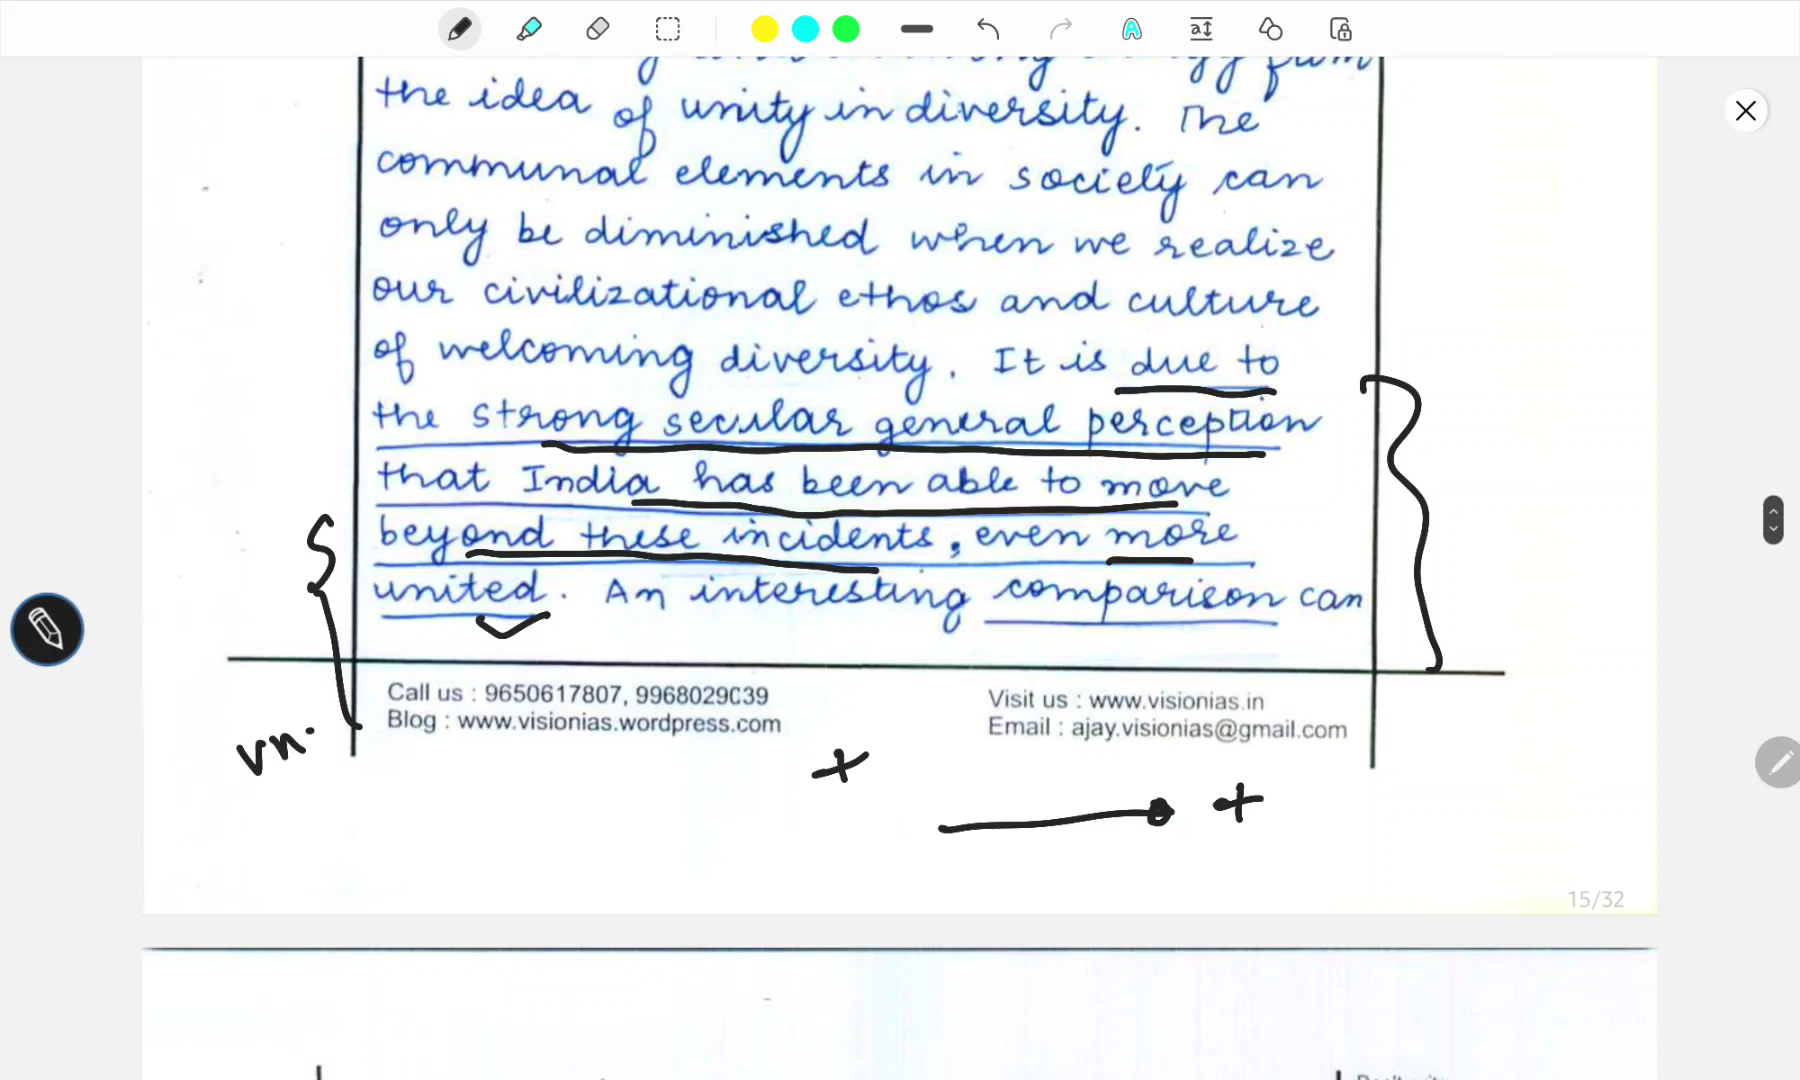 the idea of unity in diversity. The
communal elements in society can
only be diminished when we realize
our civilizational ethos and culture
of welcoming diversity. It is due to
the strong secular general perception
that India has been able to move
beyond these incidents, even more
united. An interesting comparison can
Call us : 9650617807, 9968029039
Blog : www.visionias.wordpress.com
Visit us : www.visionias.in
Email : ajay.visionias@gmail.com
+
+
15/32